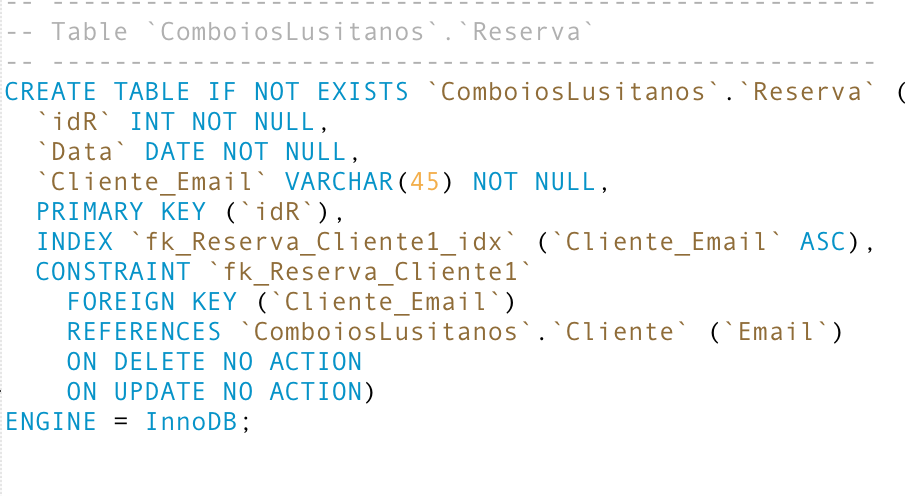 -- -----------------------------------------------------
-- Table `ComboiosLusitanos`.`Reserva`
-- -----------------------------------------------------
CREATE TABLE IF NOT EXISTS `ComboiosLusitanos`.`Reserva` (
  `idR` INT NOT NULL,
  `Data` DATE NOT NULL,
  `Cliente_Email` VARCHAR(45) NOT NULL,
  PRIMARY KEY (`idR`),
  INDEX `fk_Reserva_Cliente1_idx` (`Cliente_Email` ASC),
  CONSTRAINT `fk_Reserva_Cliente1`
    FOREIGN KEY (`Cliente_Email`)
    REFERENCES `ComboiosLusitanos`.`Cliente` (`Email`)
    ON DELETE NO ACTION
    ON UPDATE NO ACTION)
ENGINE = InnoDB;